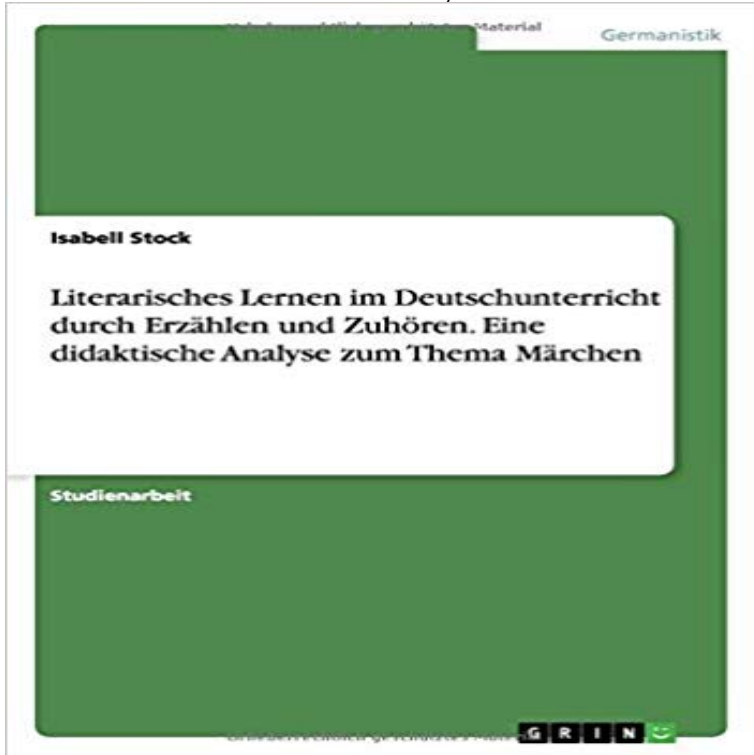 Material
Germanistik
Isabell Stock
Literarisches Lernen im Deutschunterricht
durch Erzählen und Zuhören. Eine
didaktische Analyse zum Thema Märchen
Studienarbeit
GRIN